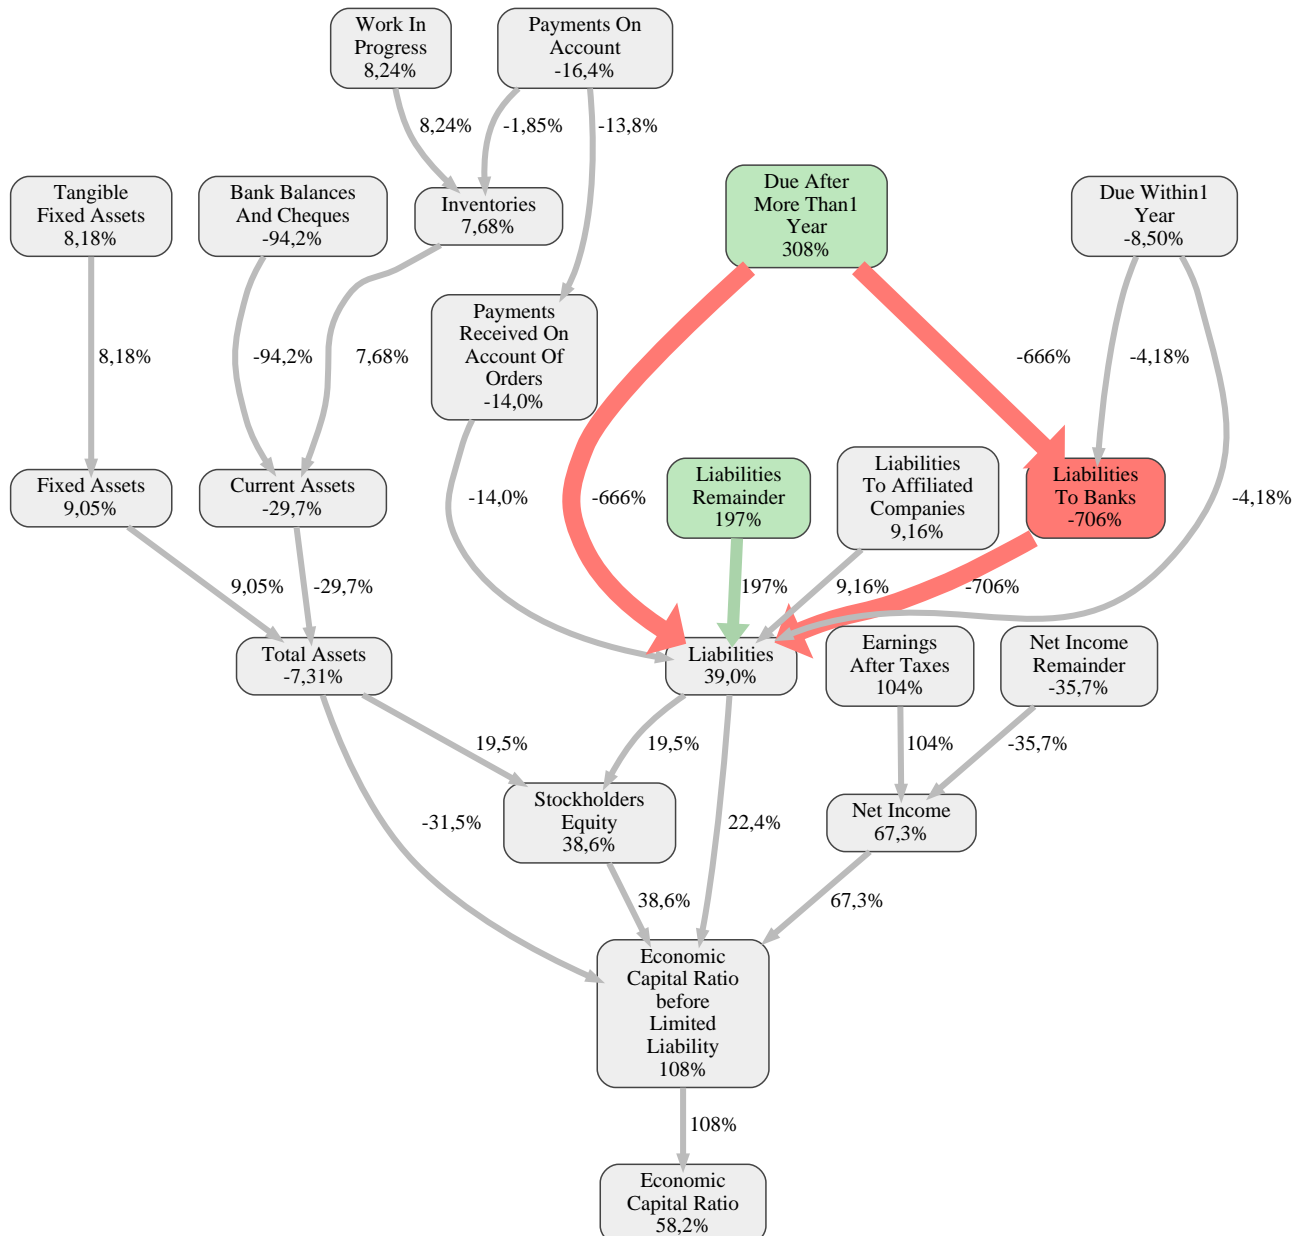 Work In
Progress
8,24%
Payments On
Account
-16,4%
8,24%
-1,85%
-13,8%
Tangible
Fixed Assets
8,18%
Bank Balances
And Cheques
-94,2%
Inventories
7,68%
Due After
More Than1
Year
308%
Due Within1
Year
-8,50%
Payments
Received On
Account Of
Orders
-14,0%
8,18%
-94,2%
7,68%
-666%
-4,18%
Fixed Assets
9,05%
Current Assets
-29,7%
-14,0%
-666%
Liabilities
Remainder
197%
Liabilities
To Affiliated
Companies
9,16%
Liabilities
To Banks
-706%
-4,18%
9,05%
-29,7%
197%
9,16%
-706%
Total Assets
-7,31%
Liabilities
39,0%
Earnings
After Taxes
104%
Net Income
Remainder
-35,7%
19,5%
19,5%
104%
-35,7%
Stockholders
Equity
38,6%
Net Income
67,3%
-31,5%
22,4%
38,6%
67,3%
Economic
Capital Ratio
before
Limited
Liability
108%
108%
Economic
Capital Ratio
58,2%